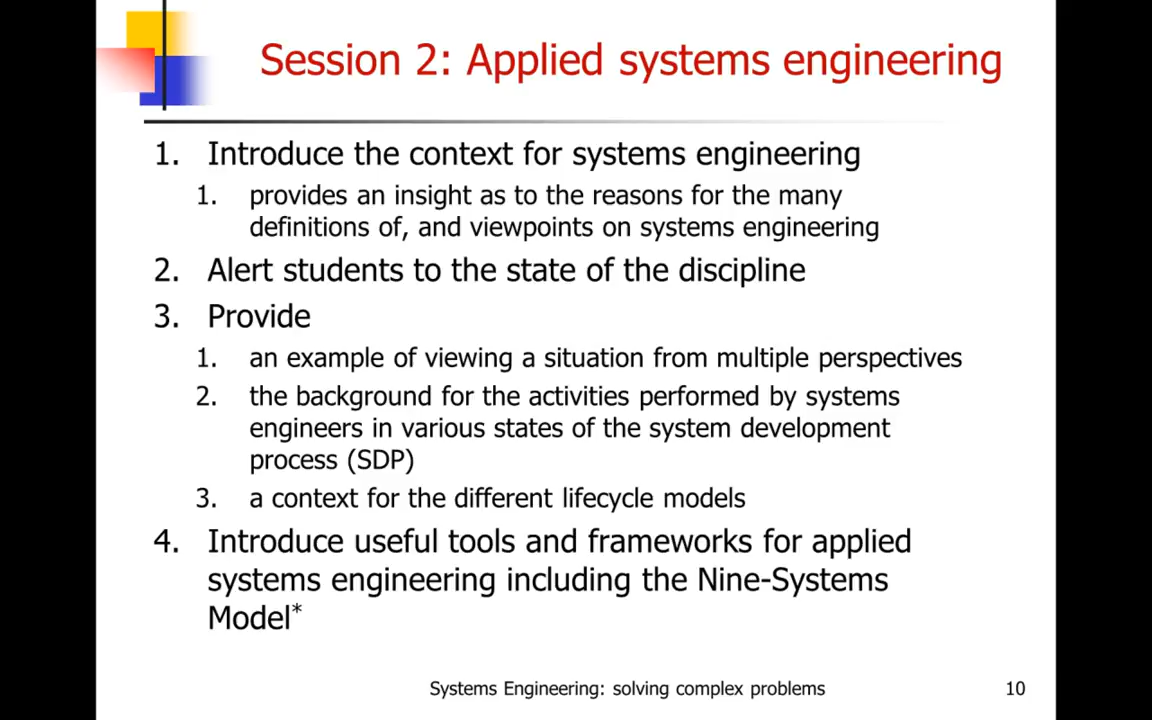 Session 2: Applied systems engineering
1. Introduce the context for systems engineering
1. provides an insight as to the reasons for the many
definitions of, and viewpoints on systems engineering
2. Alert students to the state of the discipline
3. Provide
1. an example of viewing a situation from multiple perspectives
2. the background for the activities performed by systems
engineers in various states of the system development
process (SDP)
3. a context for the different lifecycle models
4. Introduce useful tools and frameworks for applied
systems engineering including the Nine-Systems
Model*
Systems Engineering: solving complex problems 10